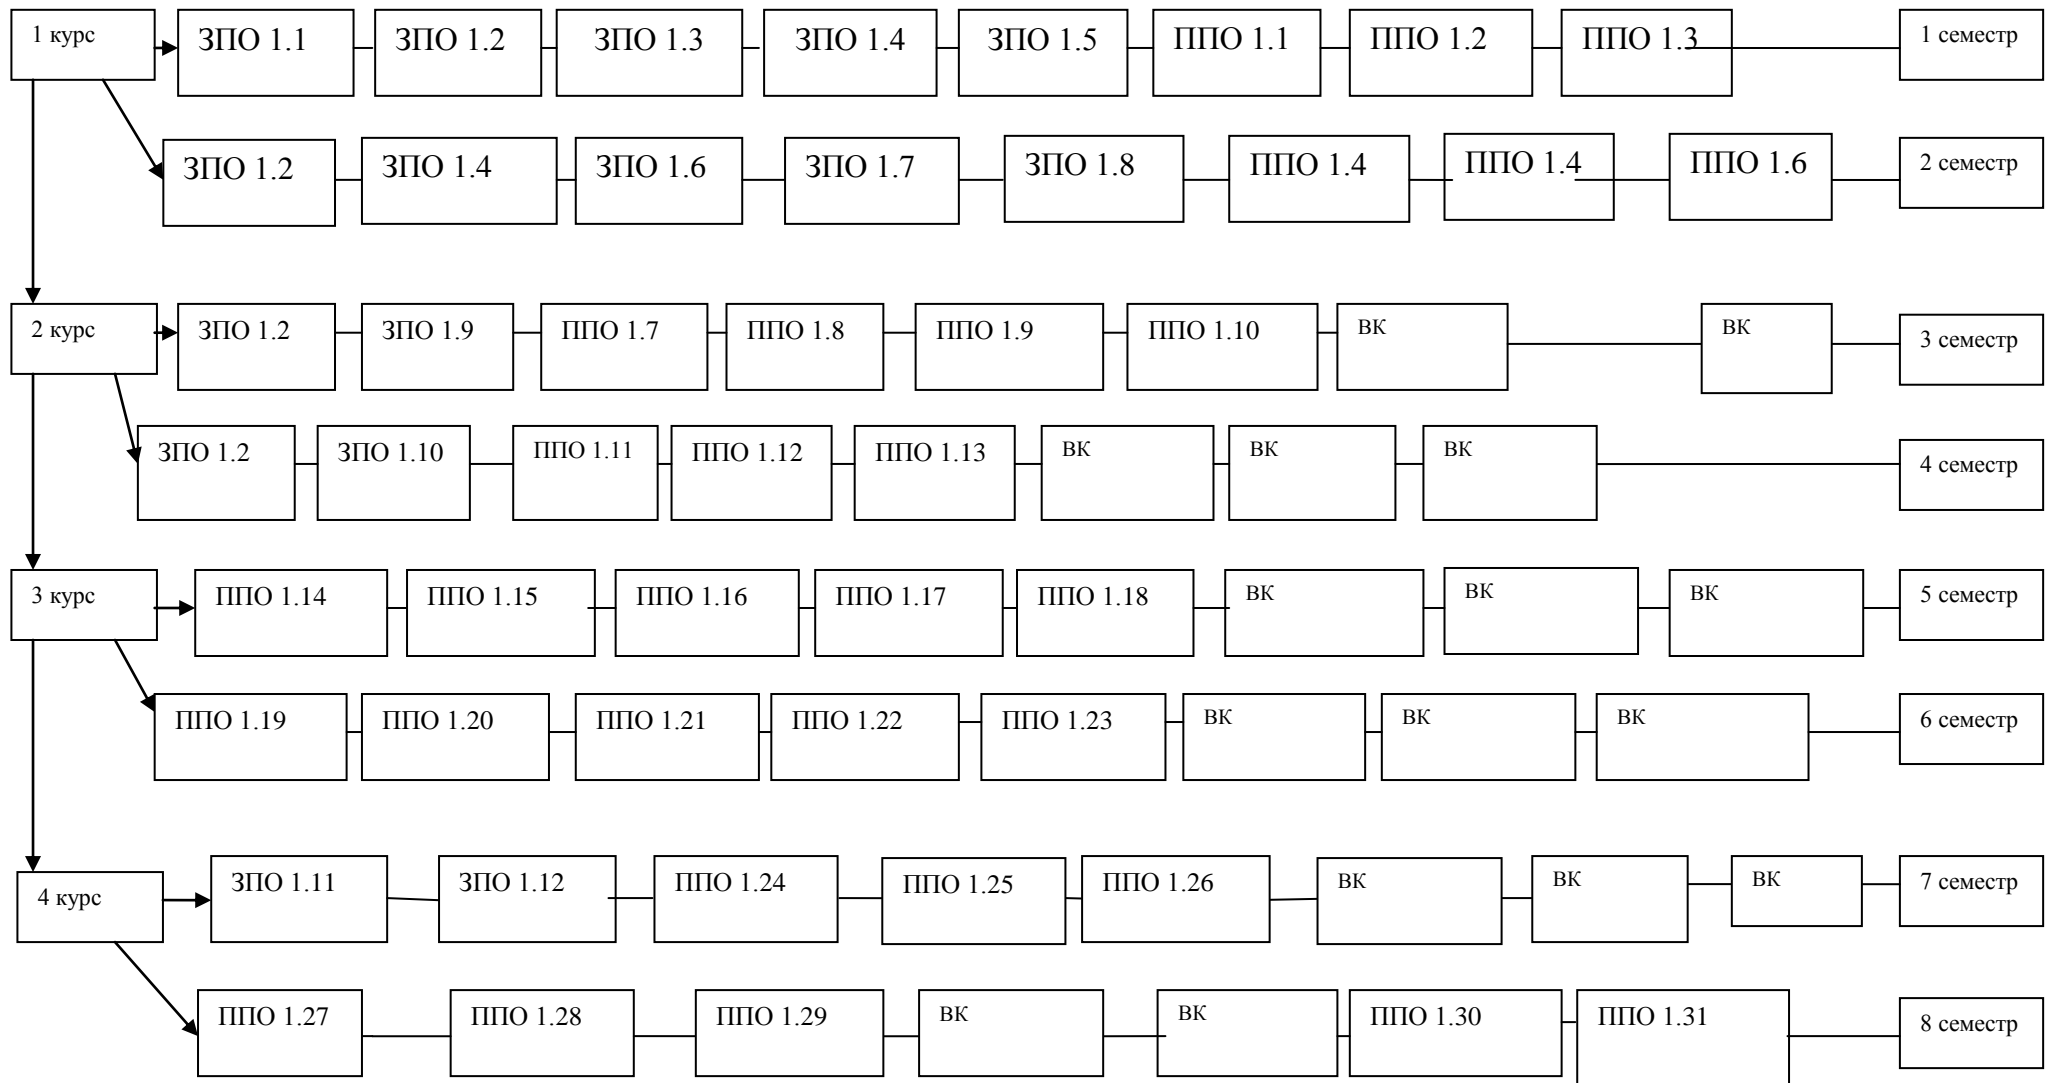 1 курс ЗПО 1.1 ЗПО 1.2 ЗПО 1.3 ЗПО 1.4 ЗПО 1.5 ППО 1.1 ППО 1.2 ППО 1.3 1 семестр
ЗПО 1.2 ЗПО 1.4 ЗПО 1.6 ЗПО 1.7 ЗПО 1.8 ППО 1.4 ППО 1.4 ППО 1.6 2 семестр
2 курс ЗПО 1.2 ЗПО 1.9 ППО 1.7 ППО 1.8 ППО 1.9 ППО 1.10 ВК ВК 3 семестр
ЗПО 1.2 ЗПО 1.10 ППО 1.11 ППО 1.12 ППО 1.13 ВК ВК ВК 4 семестр
3 курс ППО 1.14 ППО 1.15 ППО 1.16 ППО 1.17 ППО 1.18 ВК ВК ВК 5 семестр
ППО 1.19 ППО 1.20 ППО 1.21 ППО 1.22 ППО 1.23 ВК ВК ВК 6 семестр
4 курс ЗПО 1.11 ЗПО 1.12 ППО 1.24 ППО 1.25 ППО 1.26 ВК ВК ВК 7 семестр
ППО 1.27 ППО 1.28 ППО 1.29 ВК ВК ППО 1.30 ППО 1.31 8 семестр